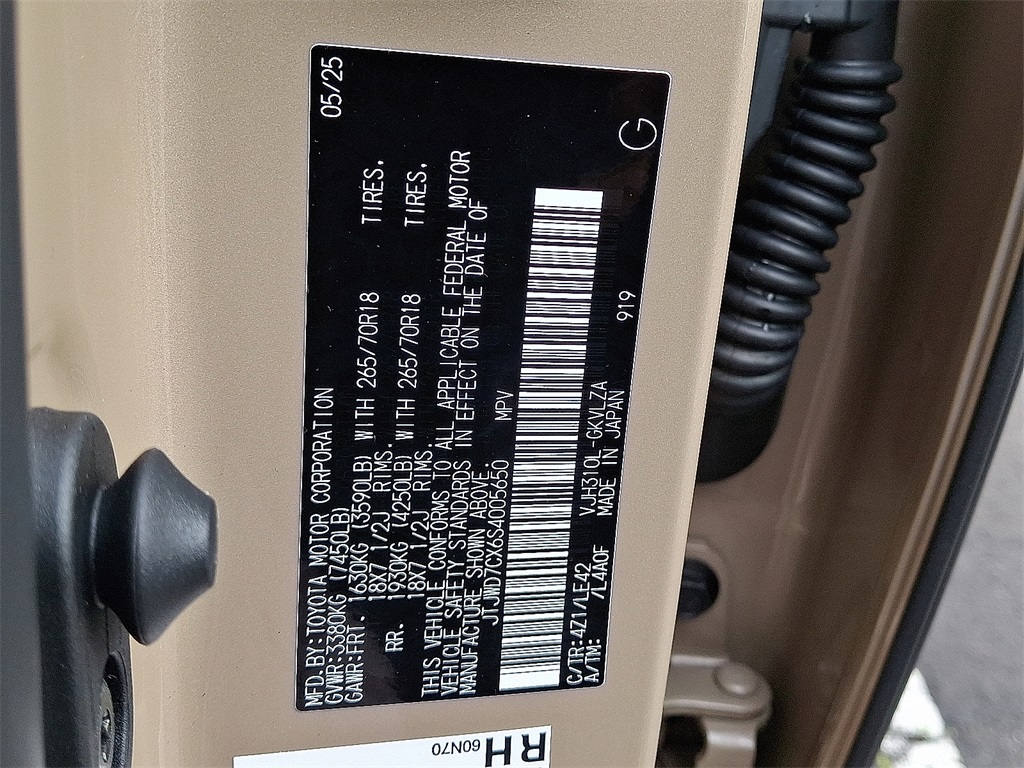 MFD.BY:TOYOTA MOTOR CORPORATION 05/25
GVWR:3380KG (7450LB)
GAWR:FRT. 1630KG (3590LB) WITH 265/70R18 TIRES.
18X7 1/2J RIMS.
RR. 1930KG (4250LB) WITH 265/70R18 TIRES.
18X7 1/2J RIMS.
THIS VEHICLE CONFORMS TO ALL APPLICABLE FEDERAL MOTOR
VEHICLE SAFETY STANDARDS IN EFFECT ON THE DATE OF
MANUFACTURE SHOWN ABOVE.
JTJWD7CX6S4005650 MPV
C/TR:4Z1/LE42 VJH310L-GKVLZA
A/TM: /L4A0F MADE IN JAPAN 919
G
RH
60N70